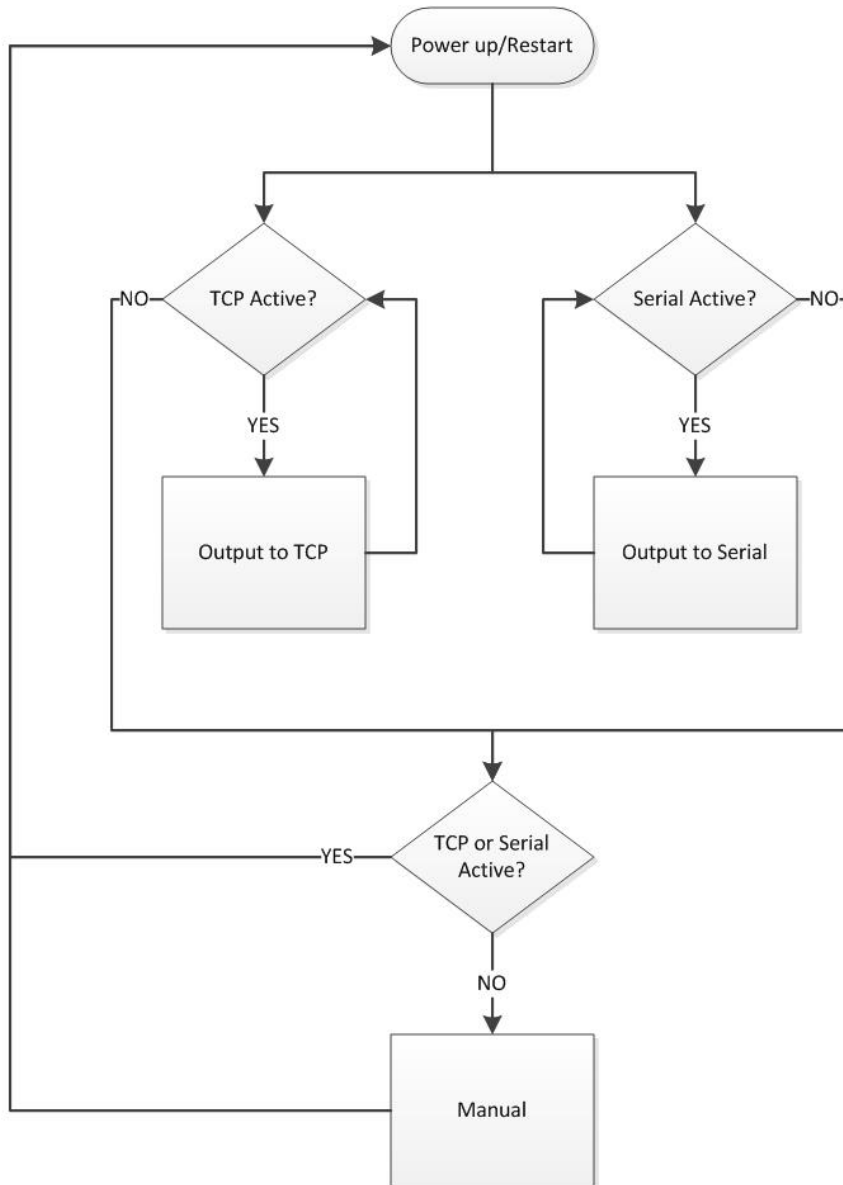 Power up/Restart
NO
TCP Active?
Serial Active?
NO
YES
YES
Output to TCP
Output to Serial
YES
TCP or Serial
Active?
NO
Manual